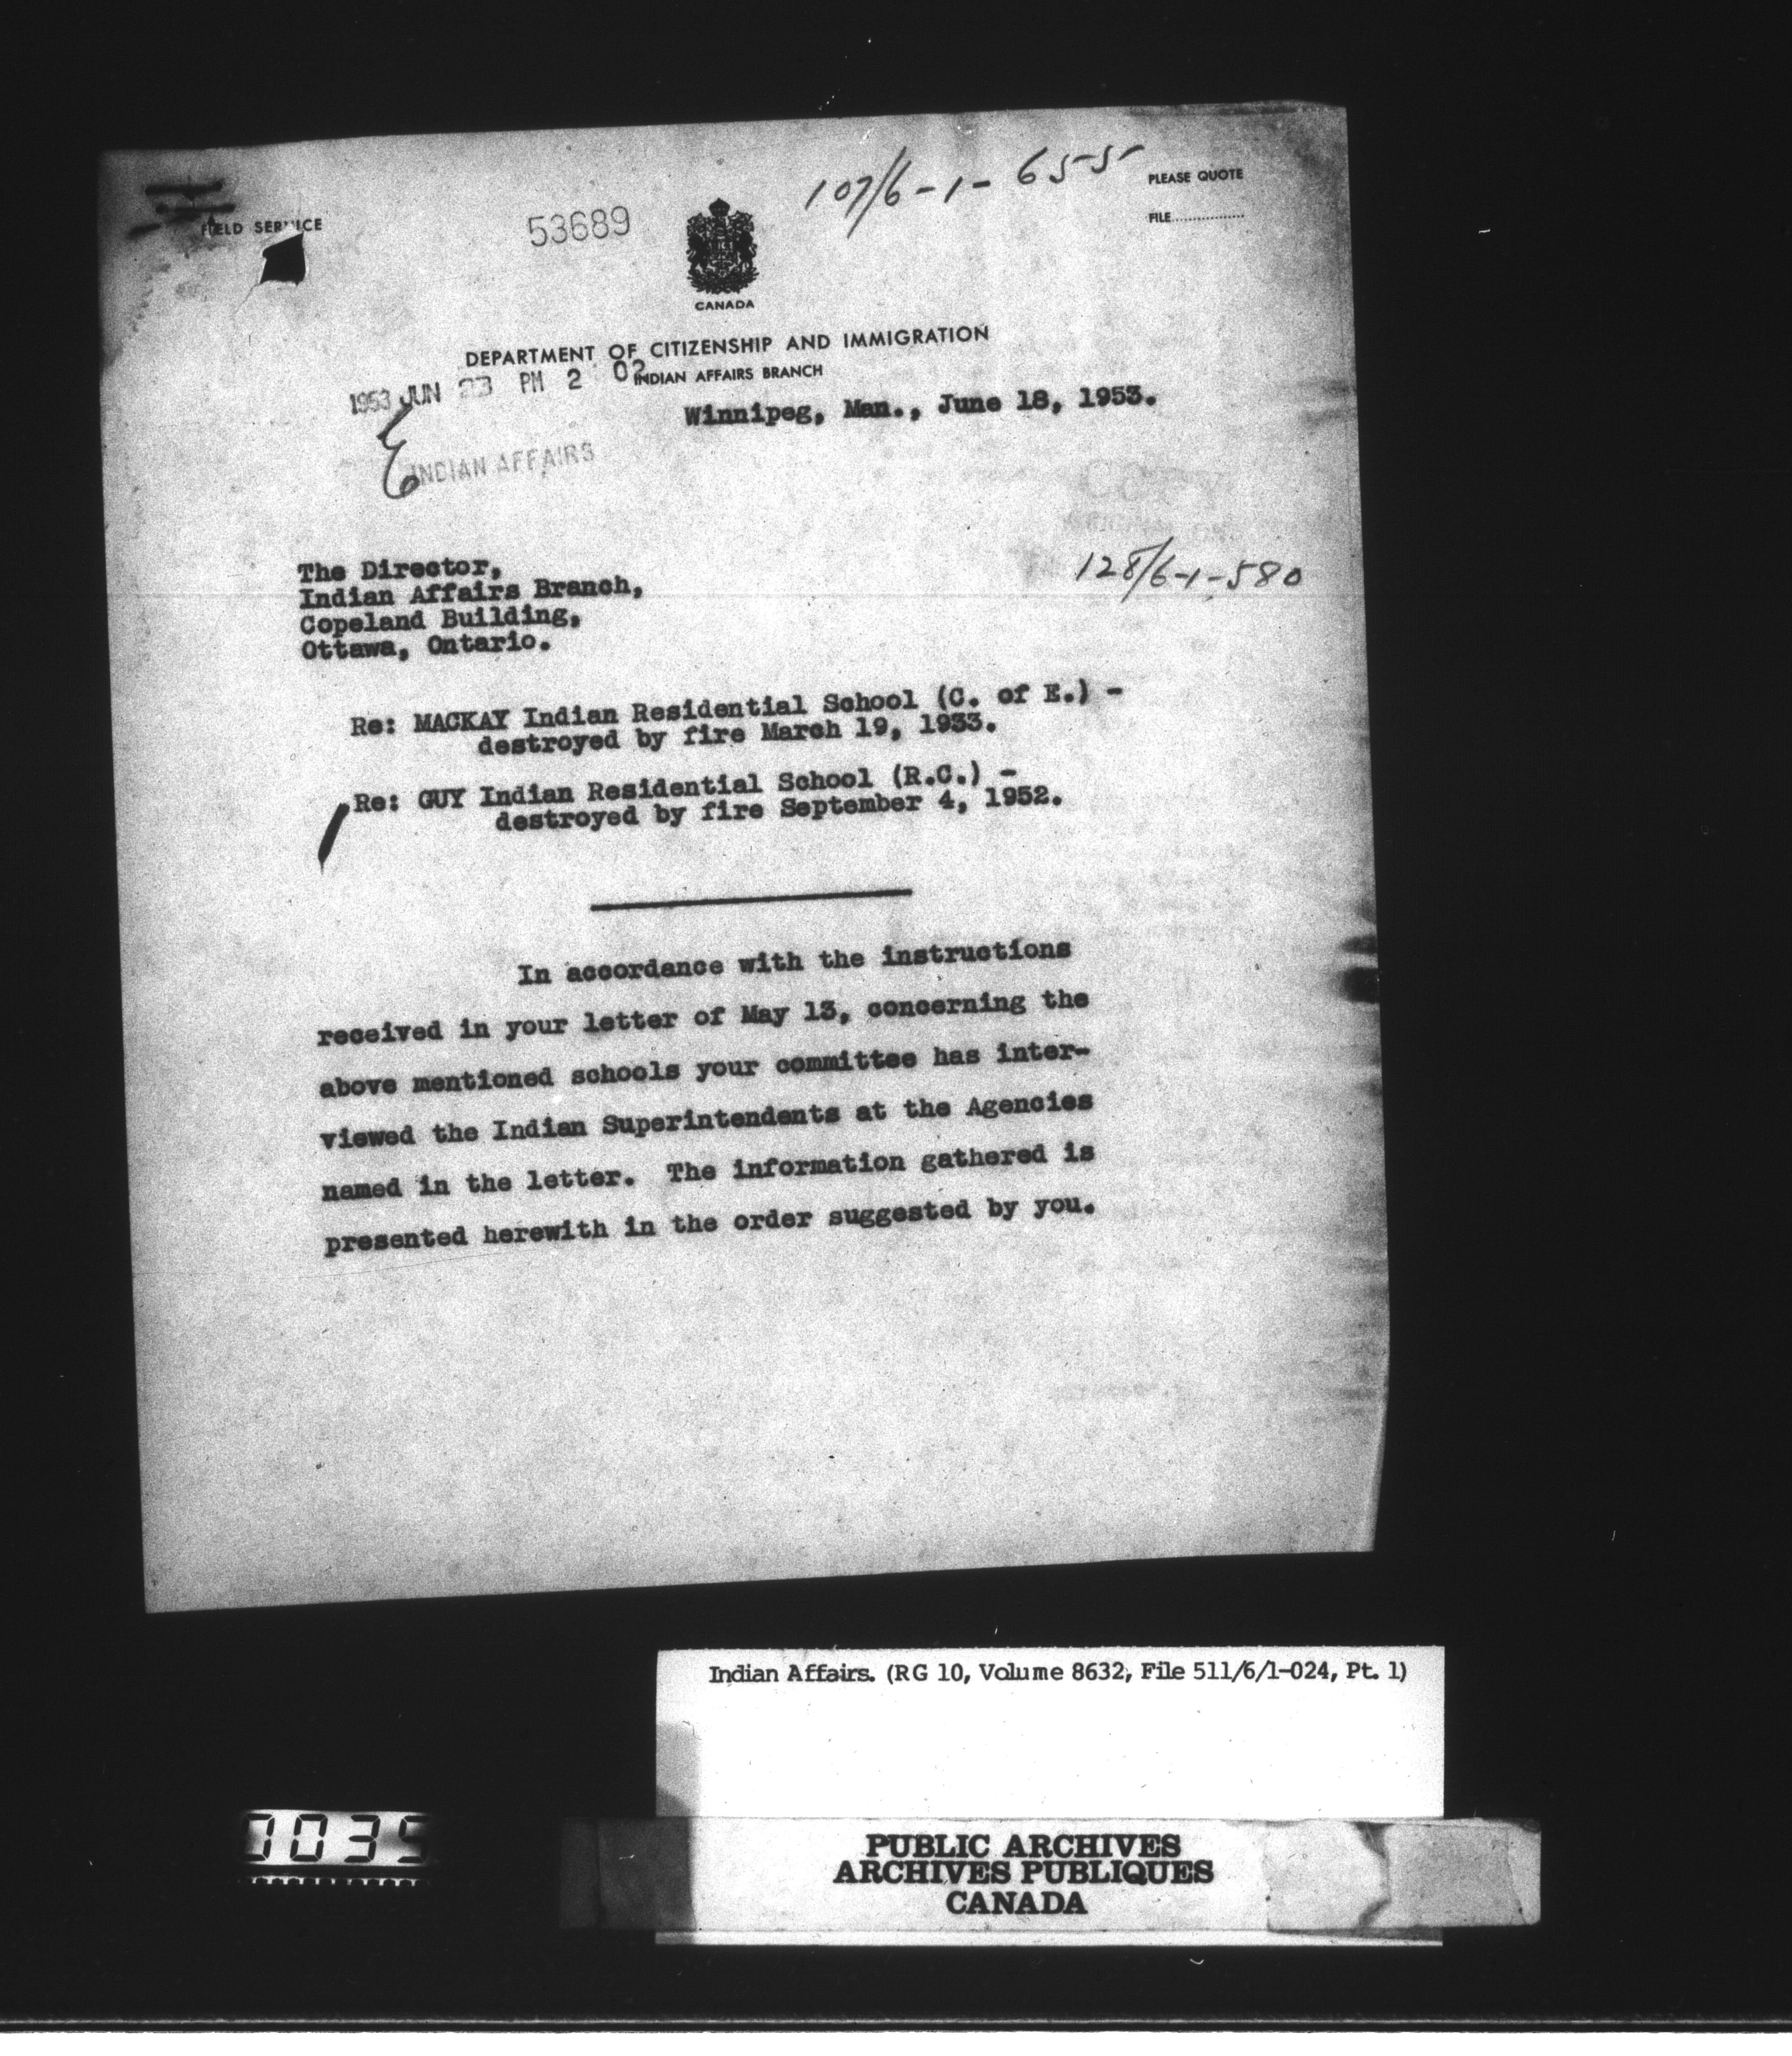 107/6-1-655
PLEASE QUOTE
FIELD SERVICE
53689
FILE.................
CANADA
DEPARTMENT OF CITIZENSHIP AND IMMIGRATION
INDIAN AFFAIRS BRANCH
1953 JUN 23 PM 2 02
Winnipeg, Man., June 18, 1953.
INDIAN AFFAIRS
128/6-1-580
The Director,
Indian Affairs Branch,
Copeland Building,
Ottawa, Ontario.
Re: MACKAY Indian Residential School (C. of E.) -
destroyed by fire March 19, 1933.
Re: GUY Indian Residential School (R.C.) -
destroyed by fire September 4, 1952.
In accordance with the instructions
received in your letter of May 13, concerning the
above mentioned schools your committee has inter-
viewed the Indian Superintendents at the Agencies
named in the letter. The information gathered is
presented herewith in the order suggested by you.
Indian Affairs. (RG 10, Volume 8632, File 511/6/1-024, Pt. 1)
0035
PUBLIC ARCHIVES
ARCHIVES PUBLIQUES
CANADA